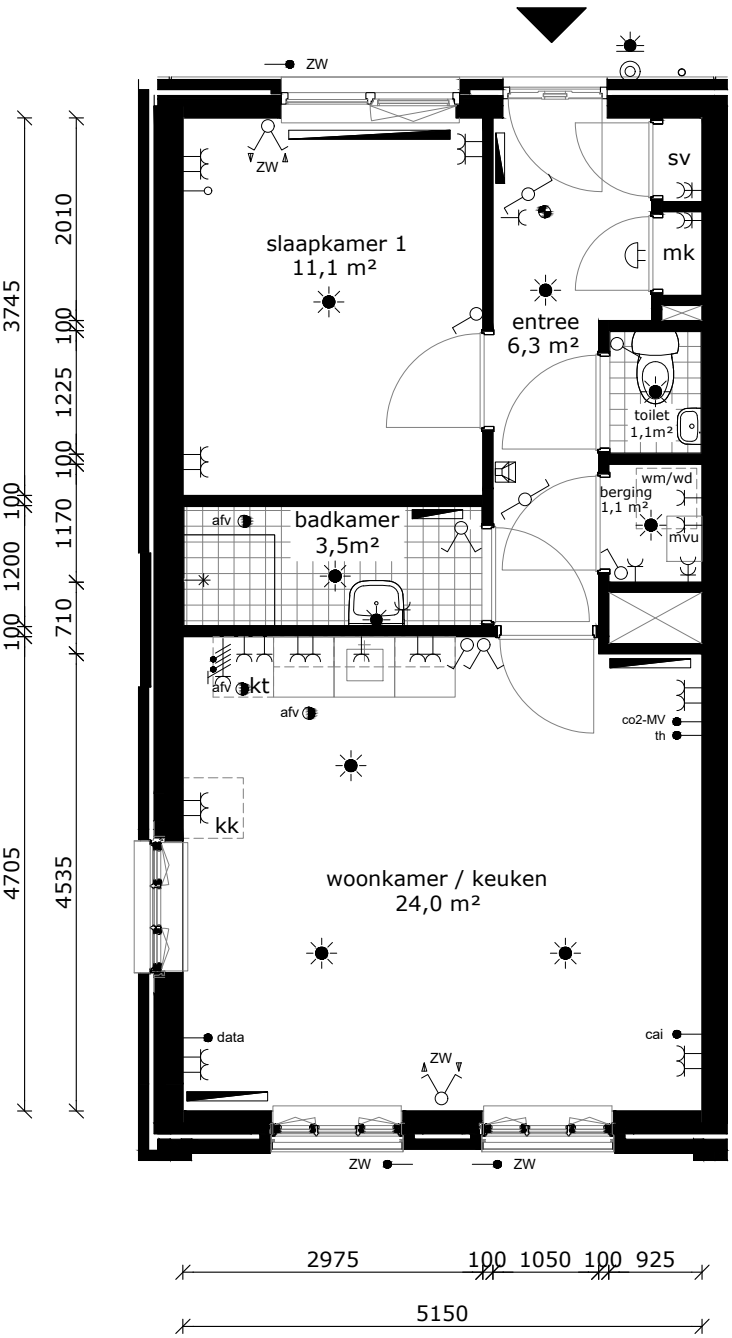 ZW
sv
ZW
2010
slaapkamer 1
11,1 m²
mk
3745
entree
6,3 m²
100
1225
toilet
1,1m²
100
wm/wd
berging
1,1 m²
mvu
100
1170
afv
badkamer
3,5m²
1200
710
100
afv
kt
afv
co2-MV
th
kk
4705
4535
woonkamer / keuken
24,0 m²
data
cai
ZW
ZW
ZW
2975
100
1050
100
925
5150